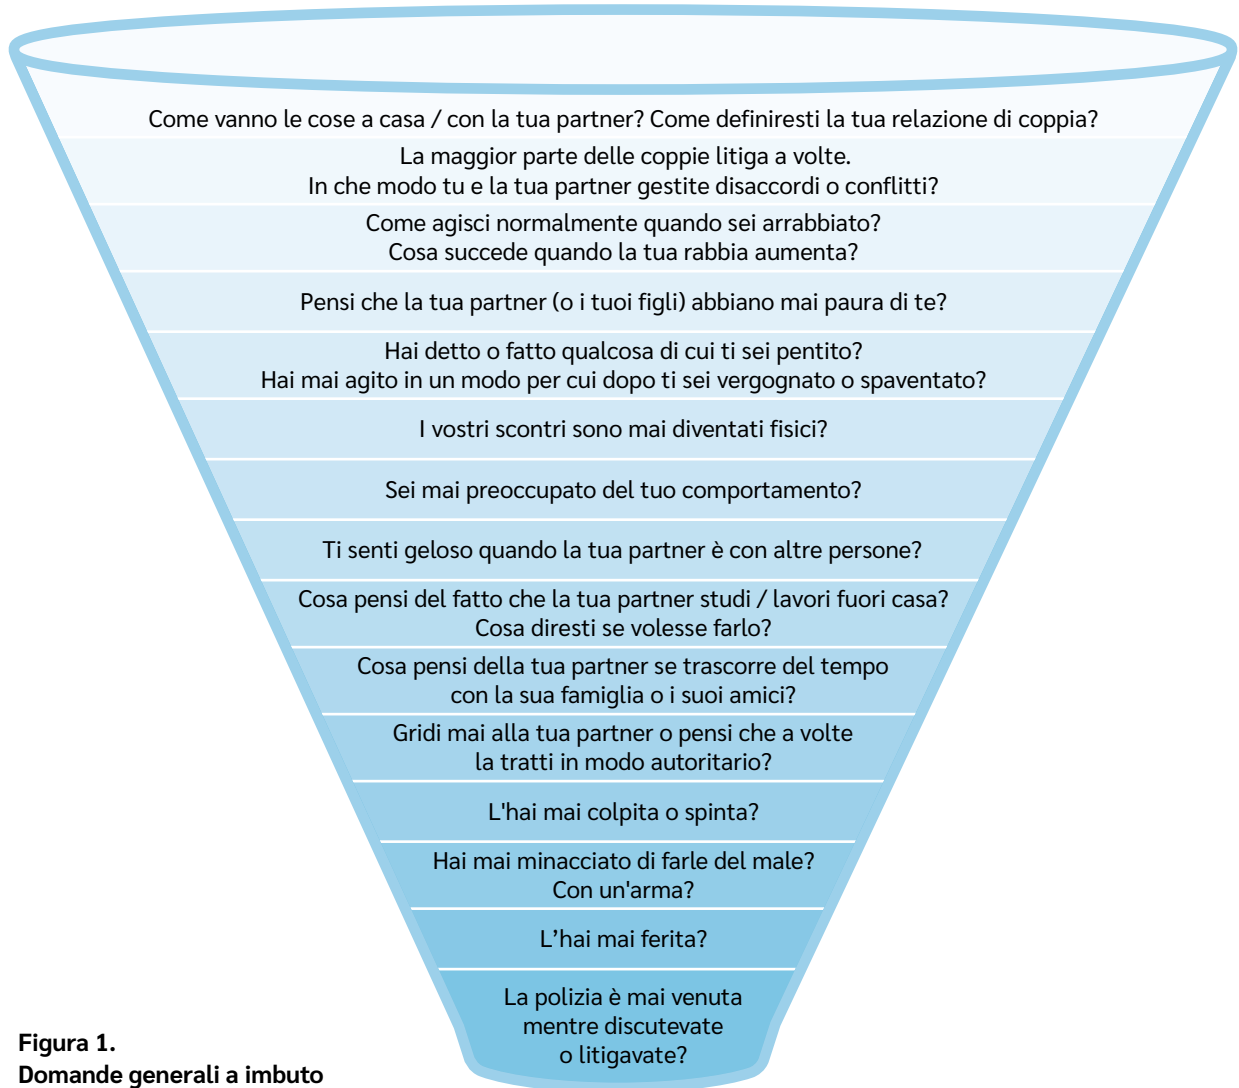 Come vanno le cose a casa / con la tua partner? Come definiresti la tua relazione di coppia?
La maggior parte delle coppie litiga a volte.
In che modo tu e la tua partner gestite disaccordi o conflitti?
Come agisci normalmente quando sei arrabbiato?
Cosa succede quando la tua rabbia aumenta?
Pensi che la tua partner (o i tuoi figli) abbiano mai paura di te?
Hai detto o fatto qualcosa di cui ti sei pentito?
Hai mai agito in un modo per cui dopo ti sei vergognato o spaventato?
I vostri scontri sono mai diventati fisici?
Sei mai preoccupato del tuo comportamento?
Ti senti geloso quando la tua partner è con altre persone?
Cosa pensi del fatto che la tua partner studi / lavori fuori casa?
Cosa diresti se volesse farlo?
Cosa pensi della tua partner se trascorre del tempo
con la sua famiglia o i suoi amici?
Gridi mai alla tua partner o pensi che a volte
la tratti in modo autoritario?
L'hai mai colpita o spinta?
Hai mai minacciato di farle del male?
Con un'arma?
L’hai mai ferita?
La polizia è mai venuta
mentre discutevate
o litigavate?
Figura 1.
Domande generali a imbuto